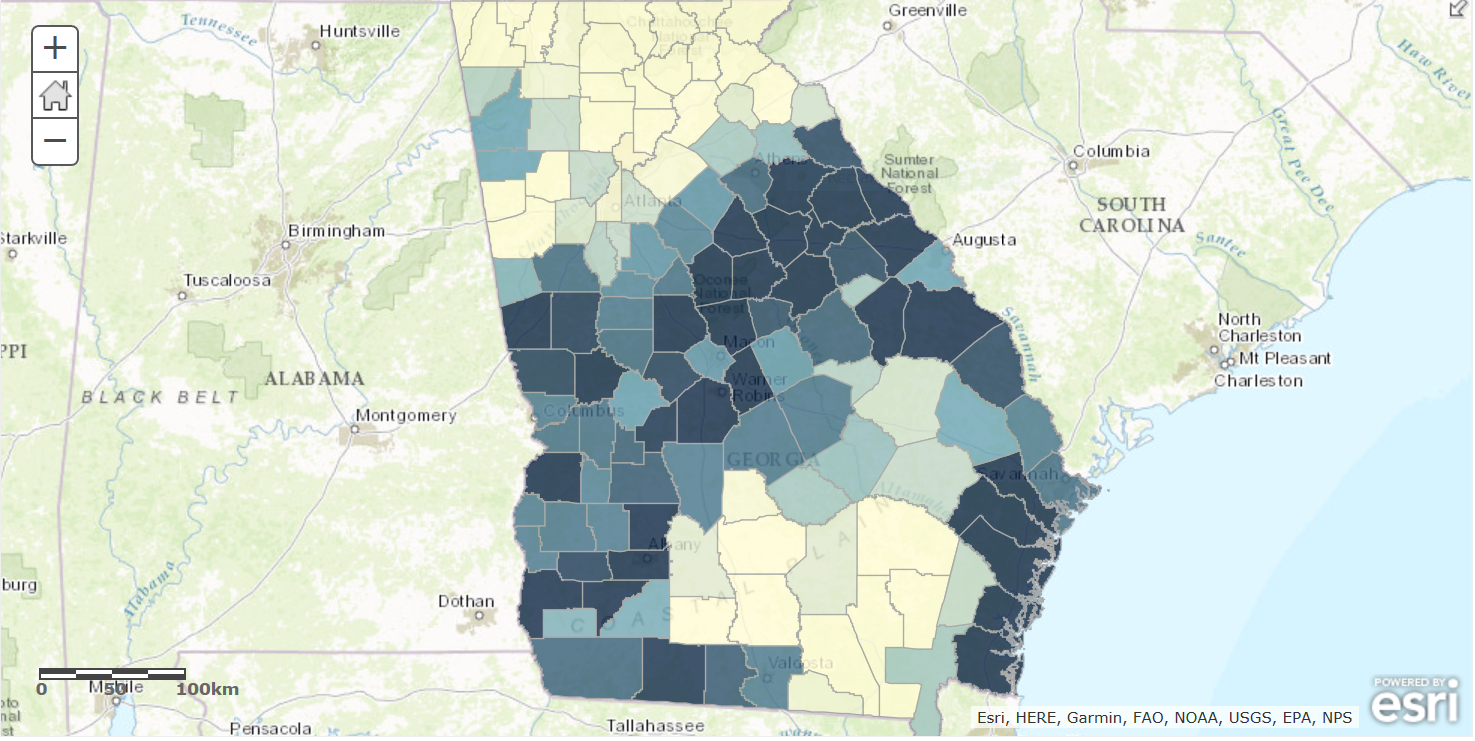 Greenville
Tennessee
Huntsville
Chattahoochee
National
Forest
Haw River
Great Pee Dee
Columbia
Athens
Sumter
National
Forest
Atlanta
SOUTH
CAROLINA
Birmingham
Starkville
Augusta
Santee
Tuscaloosa
Oconee
National
Forest
Savannah
North
Charleston
PPI
Macon
Mt Pleasant
ALABAMA
Warner
Robins
Charleston
BLACK BELT
Columbus
Montgomery
GEORGIA
Savannah
Altamaha
Albany
COASTAL PLAIN
burg
Alabama
Dothan
Valdosta
0 50 100km
Mobile
Pensacola
Tallahassee
Esri, HERE, Garmin, FAO, NOAA, USGS, EPA, NPS
POWERED BY
esri